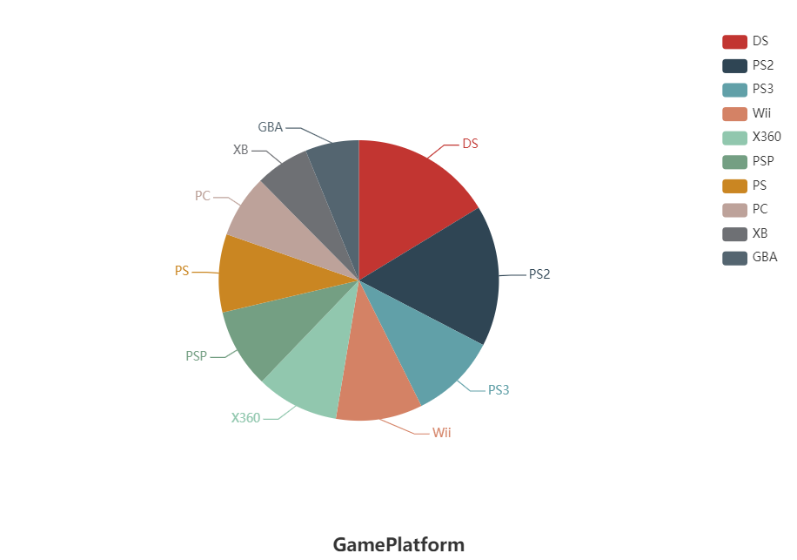 DS
PS2
PS3
Wii
X360
PSP
PS
PC
XB
GBA
GBA
DS
XB
PC
PS
PS2
PSP
PS3
X360
Wii
GamePlatform